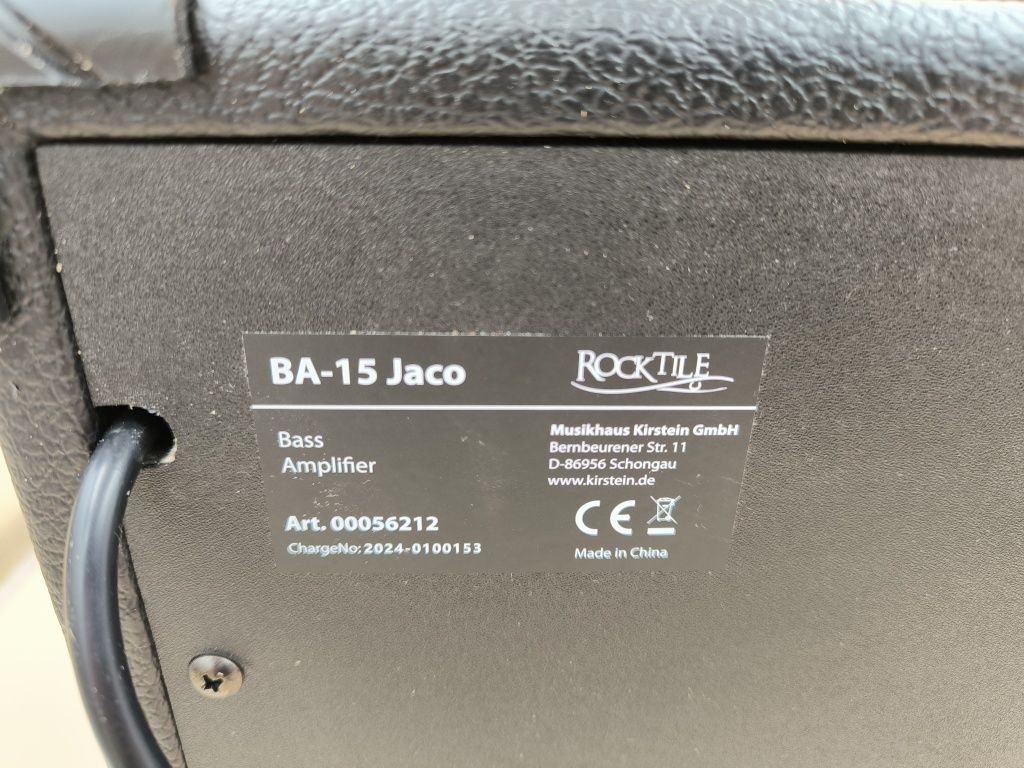 BA-15 Jaco
ROCKTILE
Bass
Amplifier
Art. 00056212
ChargeNo: 2024-0100153
Musikhaus Kirstein GmbH
Bernbeurener Str. 11
D-86956 Schongau
www.kirstein.de
CE
Made in China